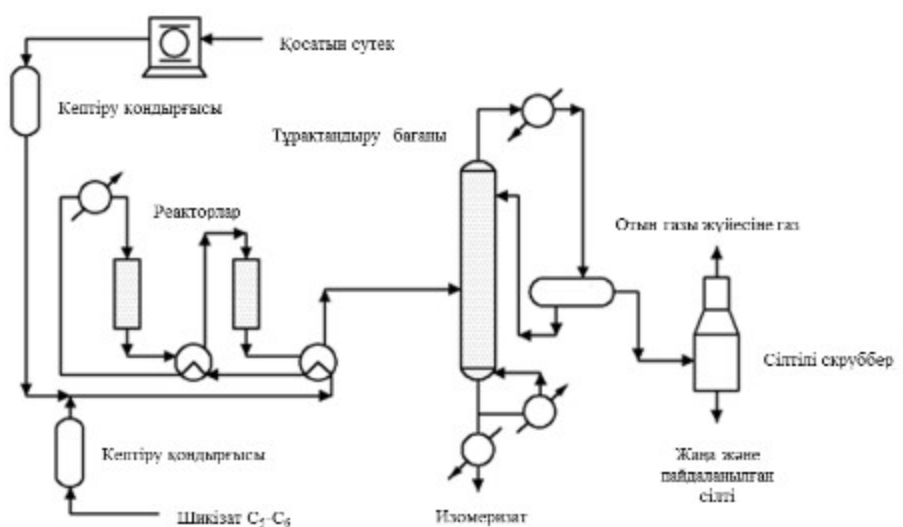 Қосатын сутек
Кептіру қондырғысы
Тұрақтандыру бағаны
Реакторлар
Отын газы жүйесіне газ
Сілтілі скруббер
Кептіру қондырғысы
Жаңа және
пайдаланылған
сілті
Шикізат C₅-C₆
Изомеризат